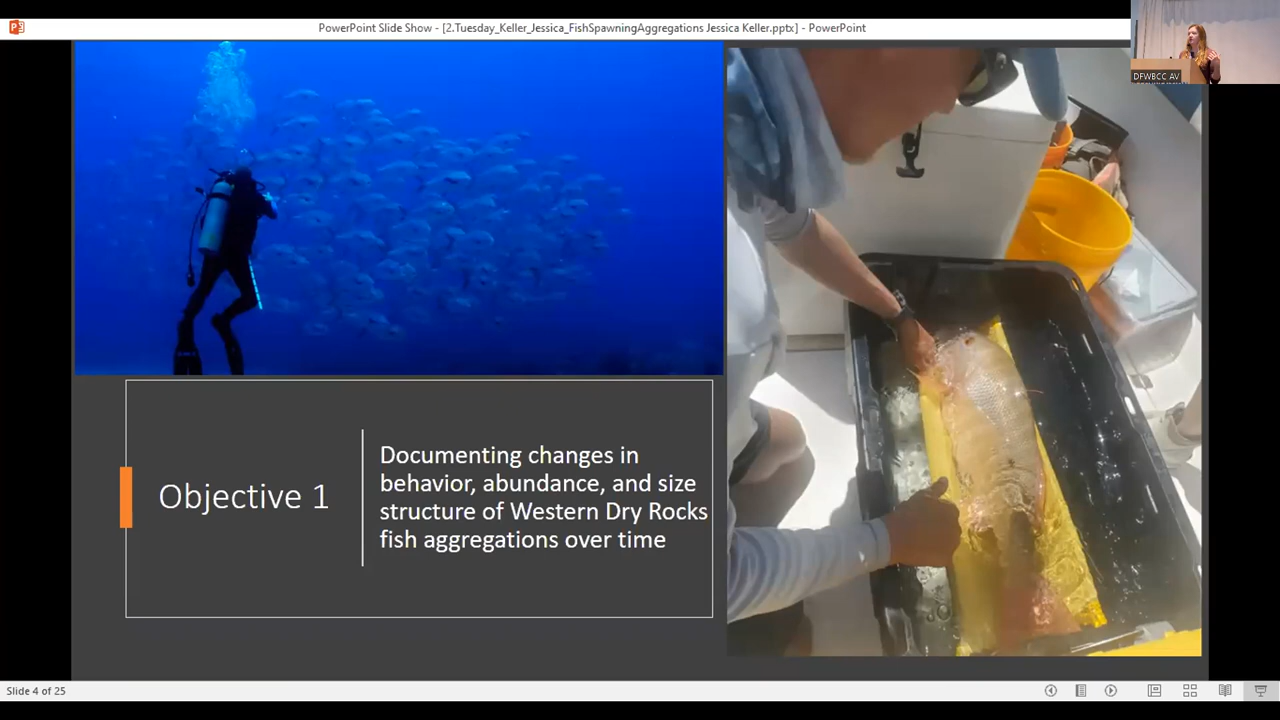 PowerPoint Slide Show - [2.Tuesday_Keller_Jessica_FishSpawningAggregations Jessica Keller.pptx] - PowerPoint
DFWBCC AV
Objective 1
Documenting changes in
behavior, abundance, and size
structure of Western Dry Rocks
fish aggregations over time
Slide 4 of 25